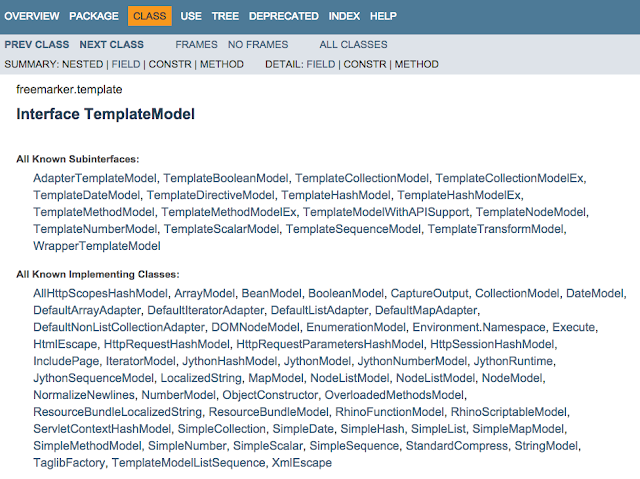 OVERVIEW PACKAGE CLASS USE TREE DEPRECATED INDEX HELP
PREV CLASS NEXT CLASS FRAMES NO FRAMES ALL CLASSES
SUMMARY: NESTED | FIELD | CONSTR | METHOD DETAIL: FIELD | CONSTR | METHOD
freemarker.template
Interface TemplateModel
All Known Subinterfaces:
AdapterTemplateModel, TemplateBooleanModel, TemplateCollectionModel, TemplateCollectionModelEx,
TemplateDateModel, TemplateDirectiveModel, TemplateHashModel, TemplateHashModelEx,
TemplateMethodModel, TemplateMethodModelEx, TemplateModelWithAPISupport, TemplateNodeModel,
TemplateNumberModel, TemplateScalarModel, TemplateSequenceModel, TemplateTransformModel,
WrapperTemplateModel
All Known Implementing Classes:
AllHttpScopesHashModel, ArrayModel, BeanModel, BooleanModel, CaptureOutput, CollectionModel, DateModel,
DefaultArrayAdapter, DefaultIteratorAdapter, DefaultListAdapter, DefaultMapAdapter,
DefaultNonListCollectionAdapter, DOMNodeModel, EnumerationModel, Environment.Namespace, Execute,
HtmlEscape, HttpRequestHashModel, HttpRequestParametersHashModel, HttpSessionHashModel,
IncludePage, IteratorModel, JythonHashModel, JythonModel, JythonNumberModel, JythonRuntime,
JythonSequenceModel, LocalizedString, MapModel, NodeListModel, NodeListModel, NodeModel,
NormalizeNewlines, NumberModel, ObjectConstructor, OverloadedMethodsModel,
ResourceBundleLocalizedString, ResourceBundleModel, RhinoFunctionModel, RhinoScriptableModel,
ServletContextHashModel, SimpleCollection, SimpleDate, SimpleHash, SimpleList, SimpleMapModel,
SimpleMethodModel, SimpleNumber, SimpleScalar, SimpleSequence, StandardCompress, StringModel,
TaglibFactory, TemplateModelListSequence, XmlEscape